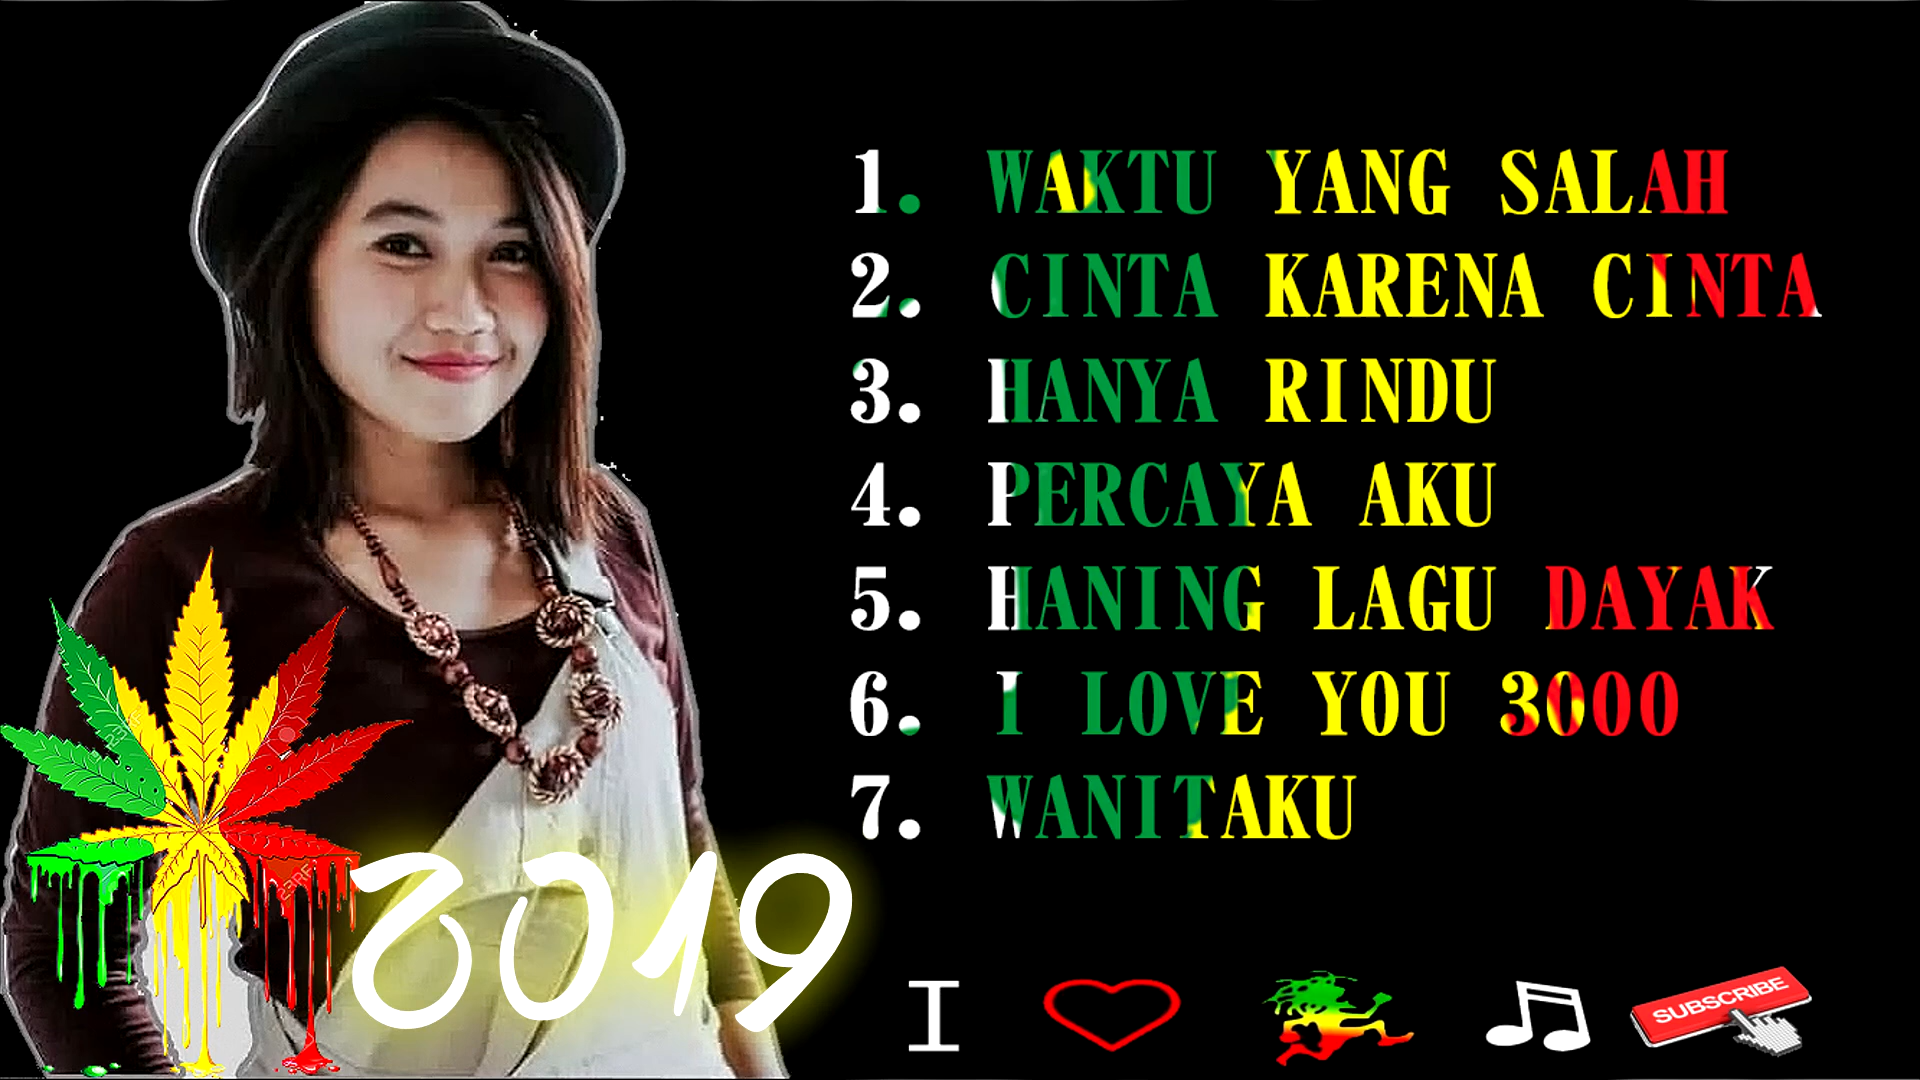 1. WAKTU YANG SALAH
2. CINTA KARENA CINTA
3. HANYA RINDU
4. PERCAYA AKU
5. HANING LAGU DAYAK
6. I LOVE YOU 3000
7. WANITAKU
2019
I
SUBSCRIBE